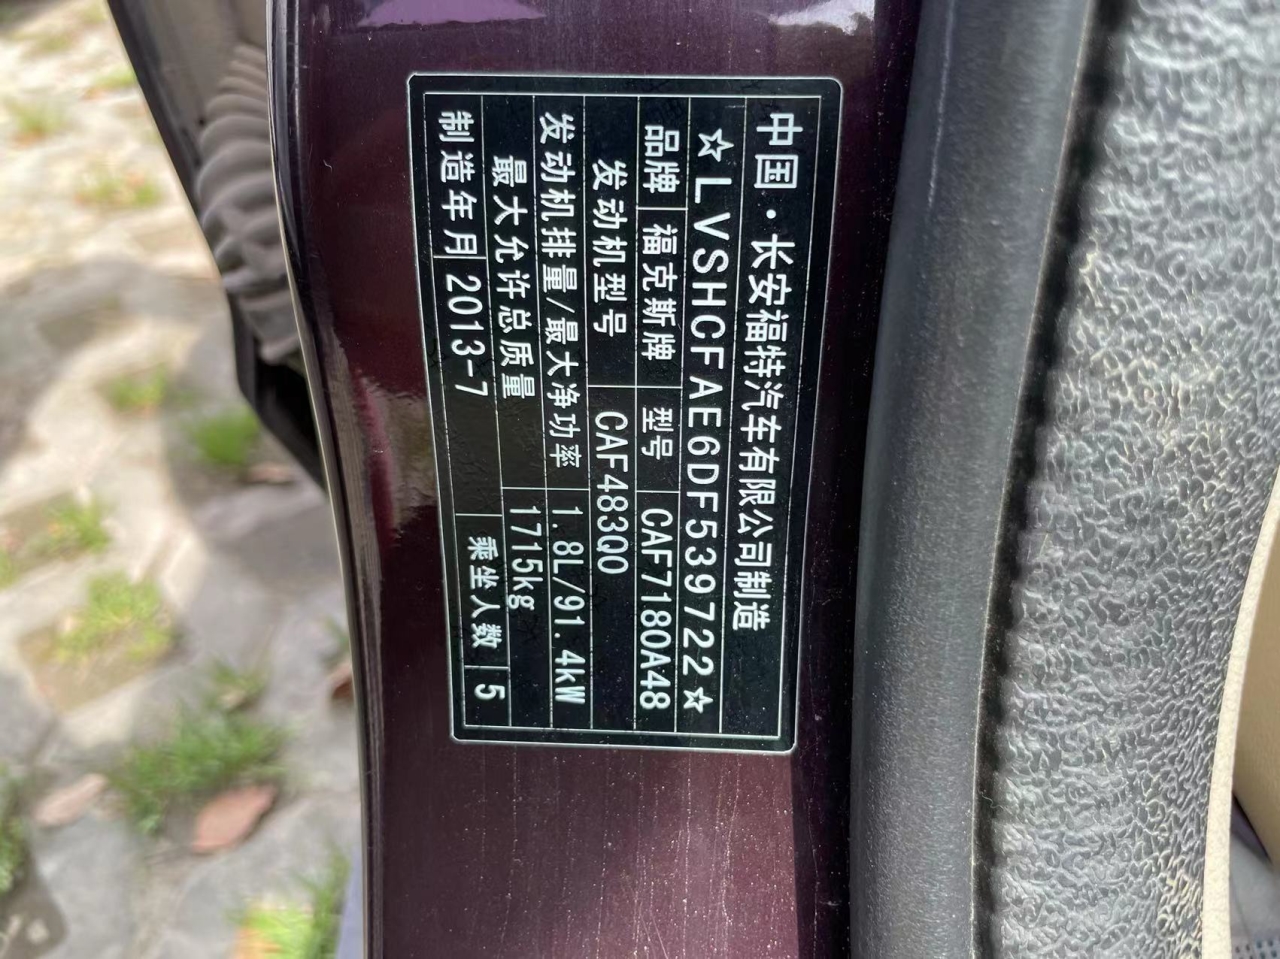 中国·长安福特汽车有限公司制造
☆LVSHCFAE6DF539722☆
品牌 福克斯牌 型号 CAF7180A48
发动机型号 CAF483Q0
发动机排量/最大净功率 1.8L/91.4kW
最大允许总质量 1715kg
制造年月 2013-7 乘坐人数 5